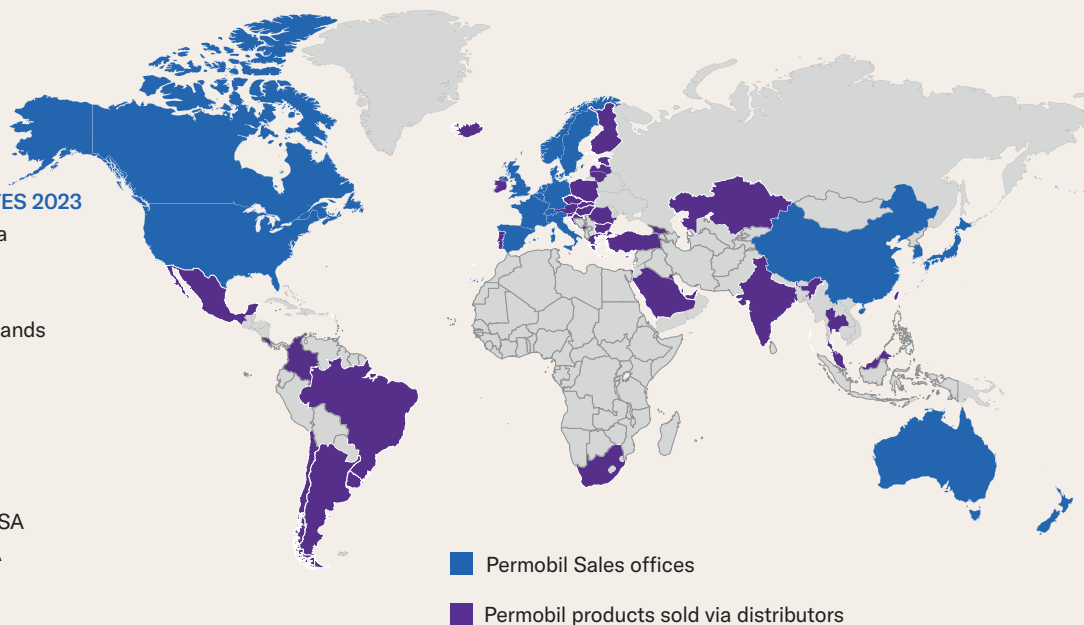 ES 2023
a
ands
SA
Permobil Sales offices
Permobil products sold via distributors